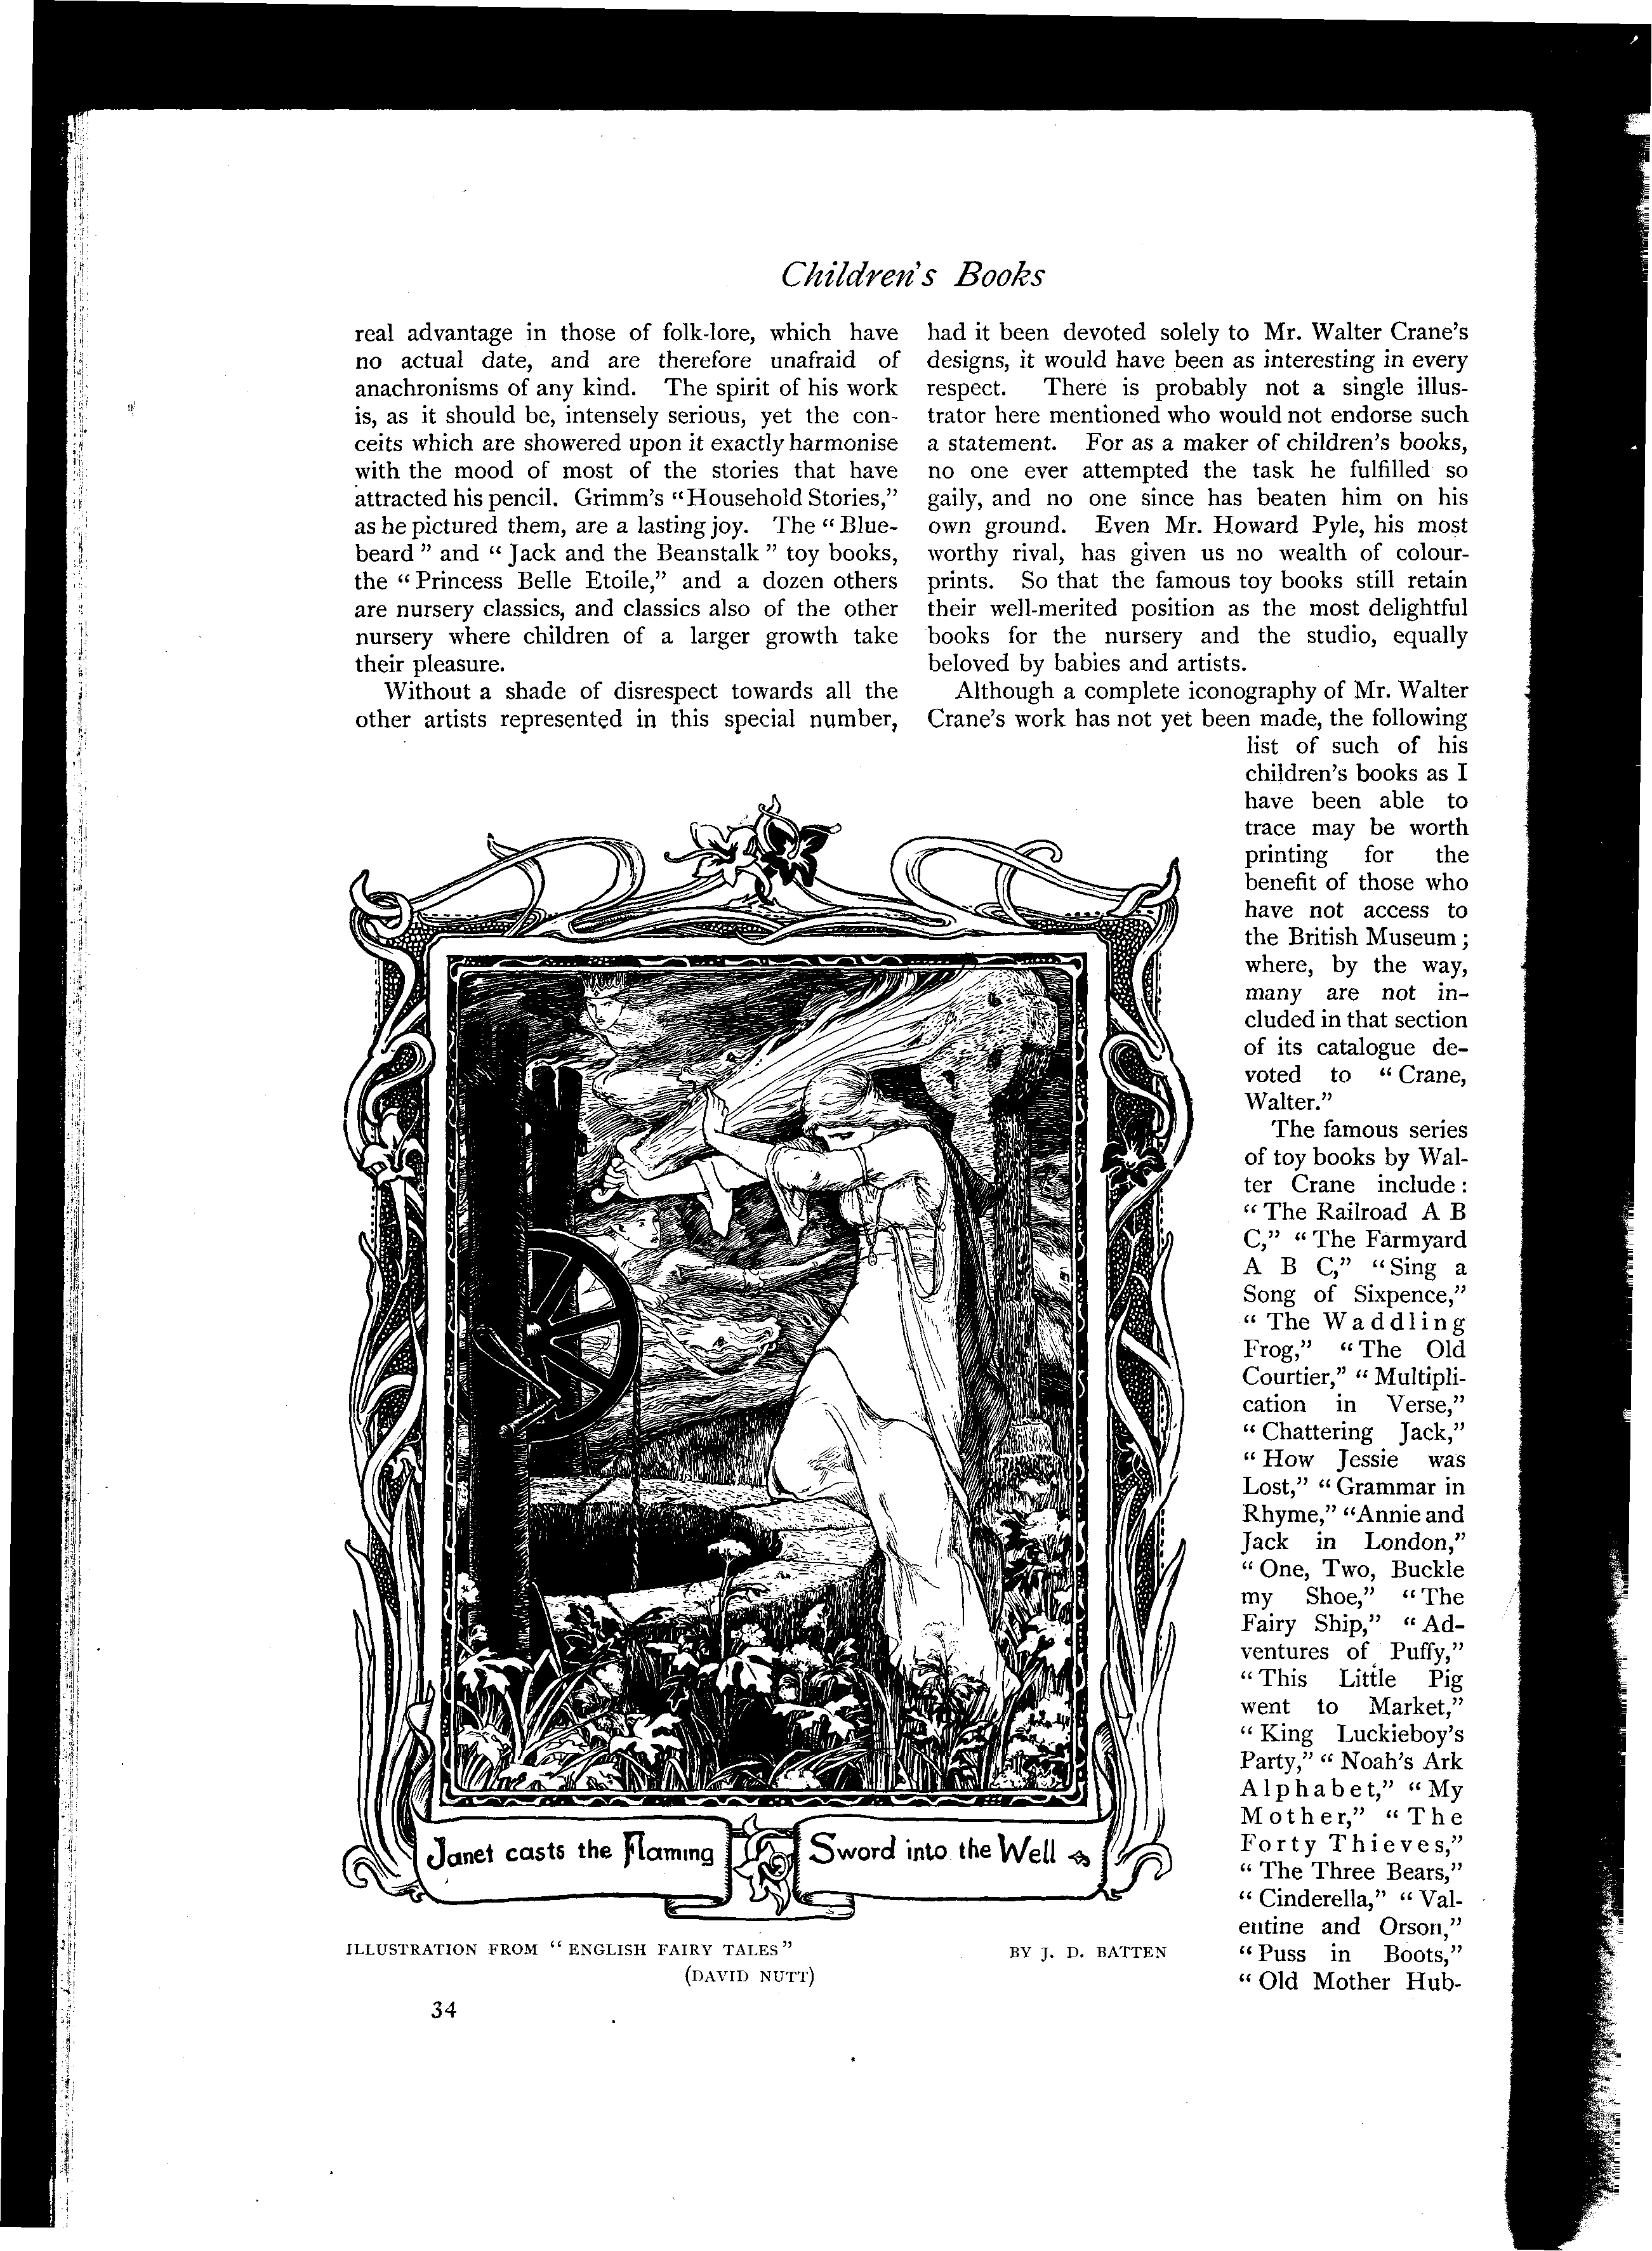 Children's Books
real advantage in those of folk-lore, which have
no actual date, and are therefore unafraid of
anachronisms of any kind. The spirit of his work
is, as it should be, intensely serious, yet the con-
ceits which are showered upon it exactly harmonise
with the mood of most of the stories that have
attracted his pencil. Grimm's “Household Stories,”
as he pictured them, are a lasting joy. The “Blue-
beard” and “Jack and the Beanstalk” toy books,
the “Princess Belle Etoile,” and a dozen others
are nursery classics, and classics also of the other
nursery where children of a larger growth take
their pleasure.
Without a shade of disrespect towards all the
other artists represented in this special number,
had it been devoted solely to Mr. Walter Crane's
designs, it would have been as interesting in every
respect. There is probably not a single illus-
trator here mentioned who would not endorse such
a statement. For as a maker of children's books,
no one ever attempted the task he fulfilled so
gaily, and no one since has beaten him on his
own ground. Even Mr. Howard Pyle, his most
worthy rival, has given us no wealth of colour-
prints. So that the famous toy books still retain
their well-merited position as the most delightful
books for the nursery and the studio, equally
beloved by babies and artists.
Although a complete iconography of Mr. Walter
Crane's work has not yet been made, the following
list of such of his
children's books as I
have been able to
trace may be worth
printing for the
benefit of those who
have not access to
the British Museum;
where, by the way,
many are not in-
cluded in that section
of its catalogue de-
voted to “Crane,
Walter.”
The famous series
of toy books by Wal-
ter Crane include:
“The Railroad A B
C,” “The Farmyard
A B C,” “Sing a
Song of Sixpence,”
“The Waddling
Frog,” “The Old
Courtier,” “Multipli-
cation in Verse,”
“Chattering Jack,”
“How Jessie was
Lost,” “Grammar in
Rhyme,” “Annie and
Jack in London,”
“One, Two, Buckle
my Shoe,” “The
Fairy Ship,” “Ad-
ventures of Puffy,”
“This Little Pig
went to Market,”
“King Luckieboy's
Party,” “Noah's Ark
Alphabet,” “My
Mother,” “The
Forty Thieves,”
“The Three Bears,”
“Cinderella,” “Val-
entine and Orson,”
“Puss in Boots,”
“Old Mother Hub-
Janet casts the Flaming Sword into the Well
ILLUSTRATION FROM “ENGLISH FAIRY TALES” BY J. D. BATTEN
(DAVID NUTT)
34